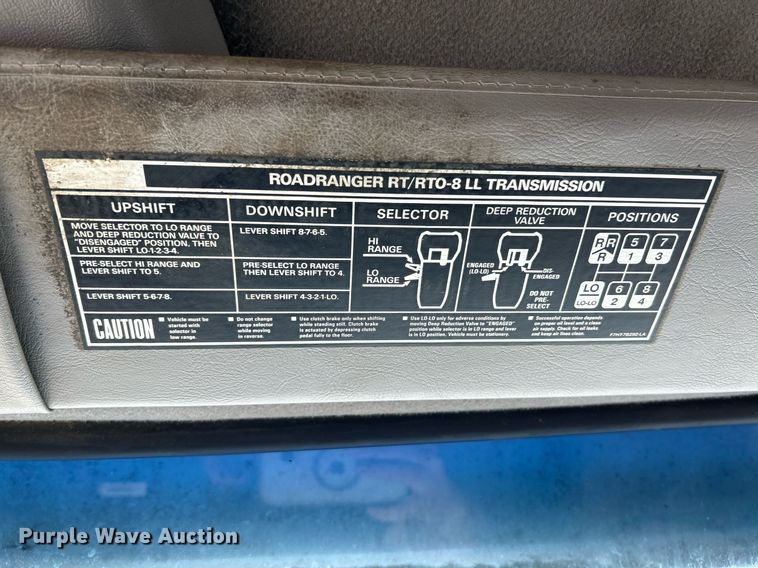 ROADRANGER RT/RTO-8 LL TRANSMISSION
UPSHIFT
MOVE SELECTOR TO LO RANGE
AND DEEP REDUCTION VALVE TO
"DISENGAGED" POSITION. THEN
LEVER SHIFT LO-1-2-3-4.
PRE-SELECT HI RANGE AND
LEVER SHIFT TO 5.
LEVER SHIFT 5-6-7-8.
DOWNSHIFT
LEVER SHIFT 8-7-6-5.
PRE-SELECT LO RANGE
THEN LEVER SHIFT TO 4.
LEVER SHIFT 4-3-2-1-LO.
SELECTOR
HI
RANGE
LO
RANGE
DEEP REDUCTION
VALVE
ENGAGED
(LO-LO)
DIS-
ENGAGED
DO NOT
PRE-
SELECT
POSITIONS
R R 5 7
R 1 3
LO 6 8
LO-LO 2 4
CAUTION
■ Vehicle must be
started with
selector in
low range.
■ Do not change
range selector
while moving
in reverse.
■ Use clutch brake only when shifting
while standing still. Clutch brake
is actuated by depressing clutch
pedal fully to the floor.
■ Use LO-LO only for adverse conditions by
moving Deep Reduction Valve to "ENGAGED"
position while selector is in LO range and lever
is in LO position. Vehicle must be stationary.
■ Successful operation depends
on proper oil level and a clean
air supply. Check for oil leaks
and keep air lines clean.
F7HT-7B292-LA
Purple Wave Auction